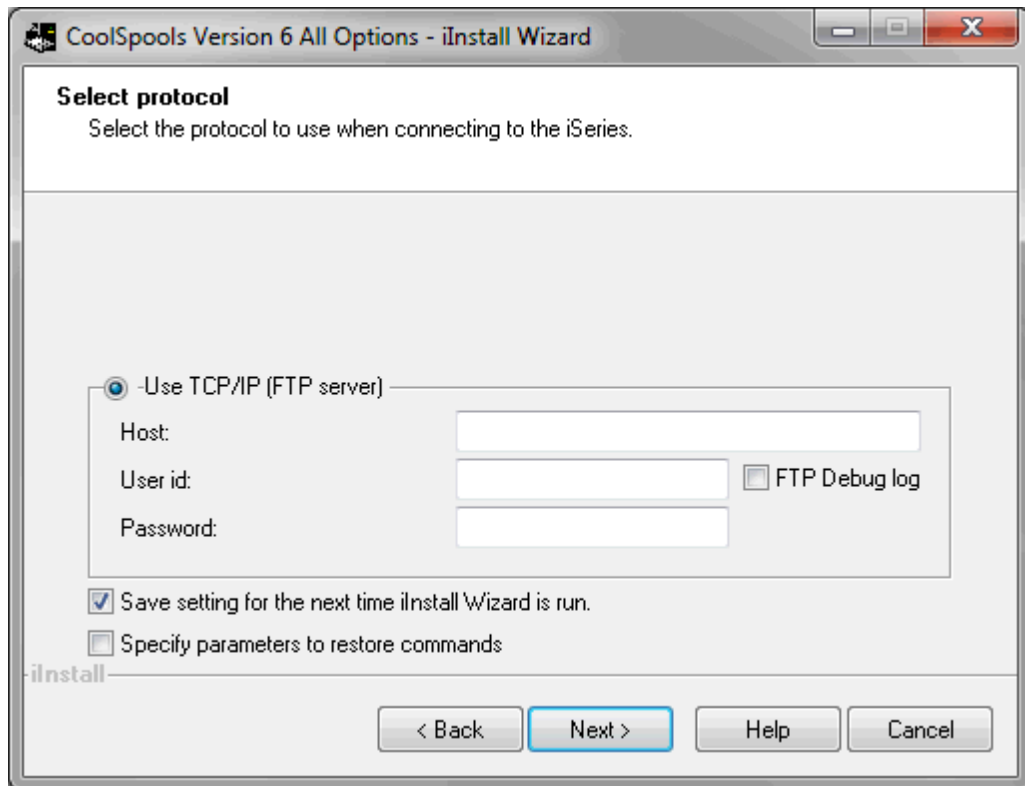 CoolSpools Version 6 All Options - iInstall Wizard
Select protocol
Select the protocol to use when connecting to the iSeries.
-Use TCP/IP (FTP server)
Host:
User id:
FTP Debug log
Password:
Save setting for the next time iInstall Wizard is run.
Specify parameters to restore commands
iInstall
< Back
Next >
Help
Cancel